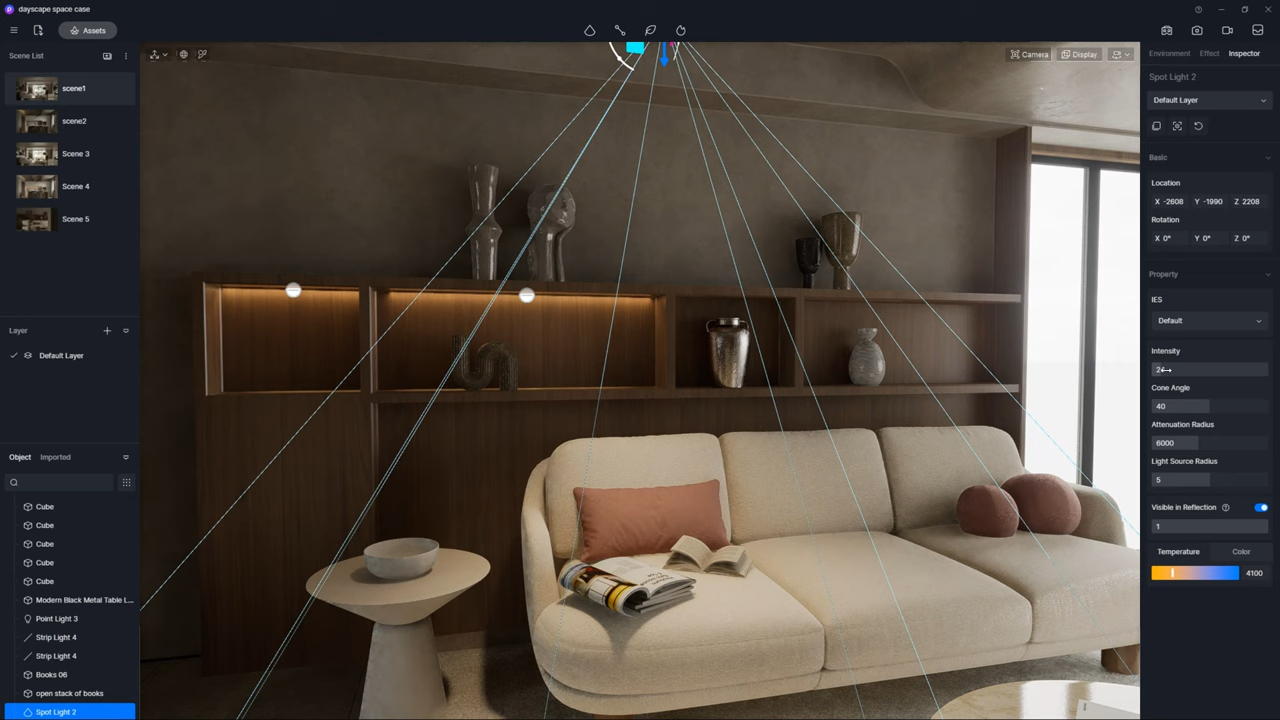 dayscape space case
Assets
Scene List
scene1
scene2
Scene 3
Scene 4
Scene 5
Layer
Default Layer
Object Imported
Cube
Cube
Cube
Cube
Cube
Modern Black Metal Table L...
Point Light 3
Strip Light 4
Strip Light 4
Books 06
open stack of books
Spot Light 2
Camera Display
Environment Effect Inspector
Spot Light 2
Default Layer
Basic
Location
X -2608 Y -1990 Z 2208
Rotation
X 0° Y 0° Z 0°
Property
IES
Default
Intensity
Cone Angle
40
Attenuation Radius
6000
Light Source Radius
5
Visible in Reflection
1
Temperature Color
4100